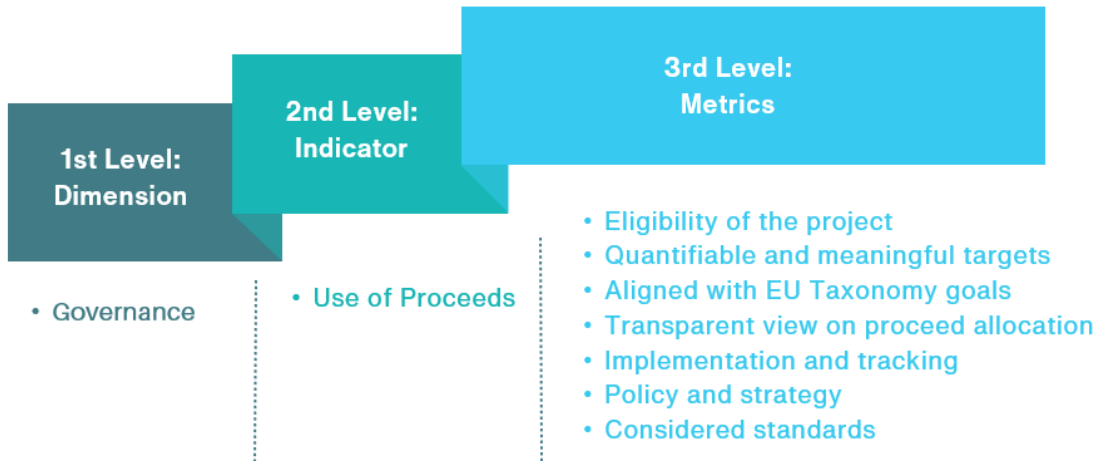 1st Level:
Dimension
2nd Level:
Indicator
3rd Level:
Metrics
• Governance
• Use of Proceeds
• Eligibility of the project
• Quantifiable and meaningful targets
• Aligned with EU Taxonomy goals
• Transparent view on proceed allocation
• Implementation and tracking
• Policy and strategy
• Considered standards